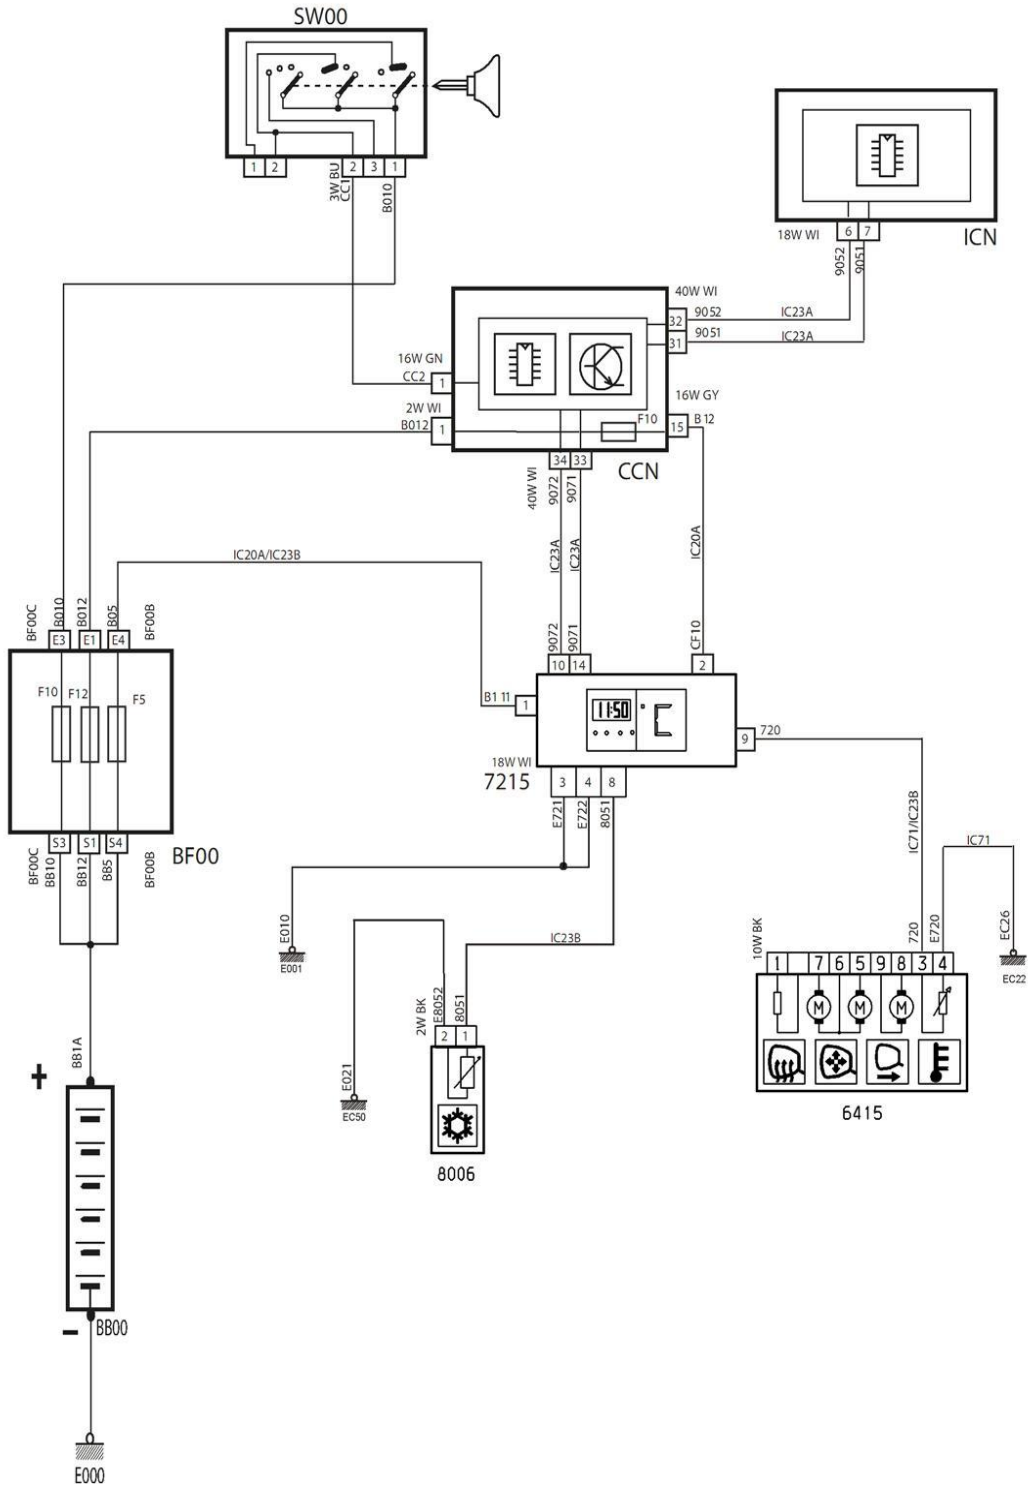 SW00
1 2 2 3 1
3W BU
CC1
B010
18W WI
6 7
ICN
9052
9051
40W WI
32 9052 IC23A
31 9051 IC23A
16W GN
CC2 1
2W WI
B012 1
16W GY
F10
15 B 12
CCN
34 33
40W WI
9072
9071
IC23A
IC23A
IC20A
IC20A/IC23B
BF00C
B010
B012
B05
BF00B
E3 E1 E4
F10 F12 F5
S3 S1 S4
BF00
BF00C
BB10
BB12
BB5
BF00B
9072
9071
CF10
10 14 2
B1 11 1
11:50
C
9 720
18W WI
7215
3 4 8
E721
E722
8051
IC71/IC23B
IC71
E010
E001
IC23B
720
E720
EC26
EC22
10W BK
1 7 6 5 9 8 3 4
M M M
6415
2W BK
E8052
8051
2 1
E021
EC50
8006
BB1A
+
-
BB00
E000